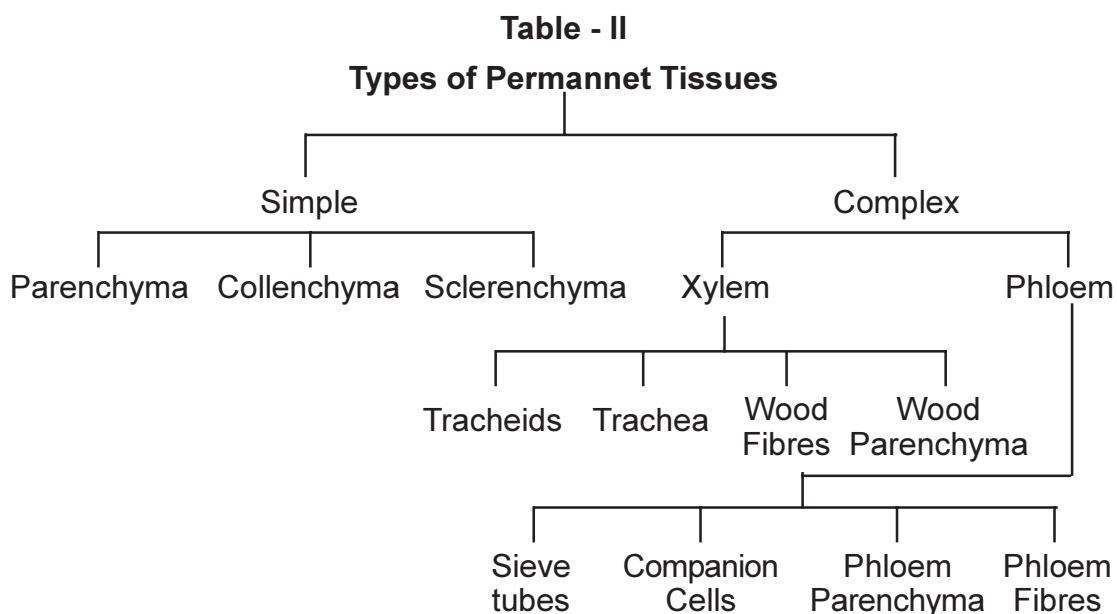 Table - II
Types of Permannet Tissues
Simple Complex
Parenchyma Collenchyma Sclerenchyma Xylem Phloem
Tracheids Trachea Wood Fibres Wood Parenchyma
Sieve tubes Companion Cells Phloem Parenchyma Phloem Fibres